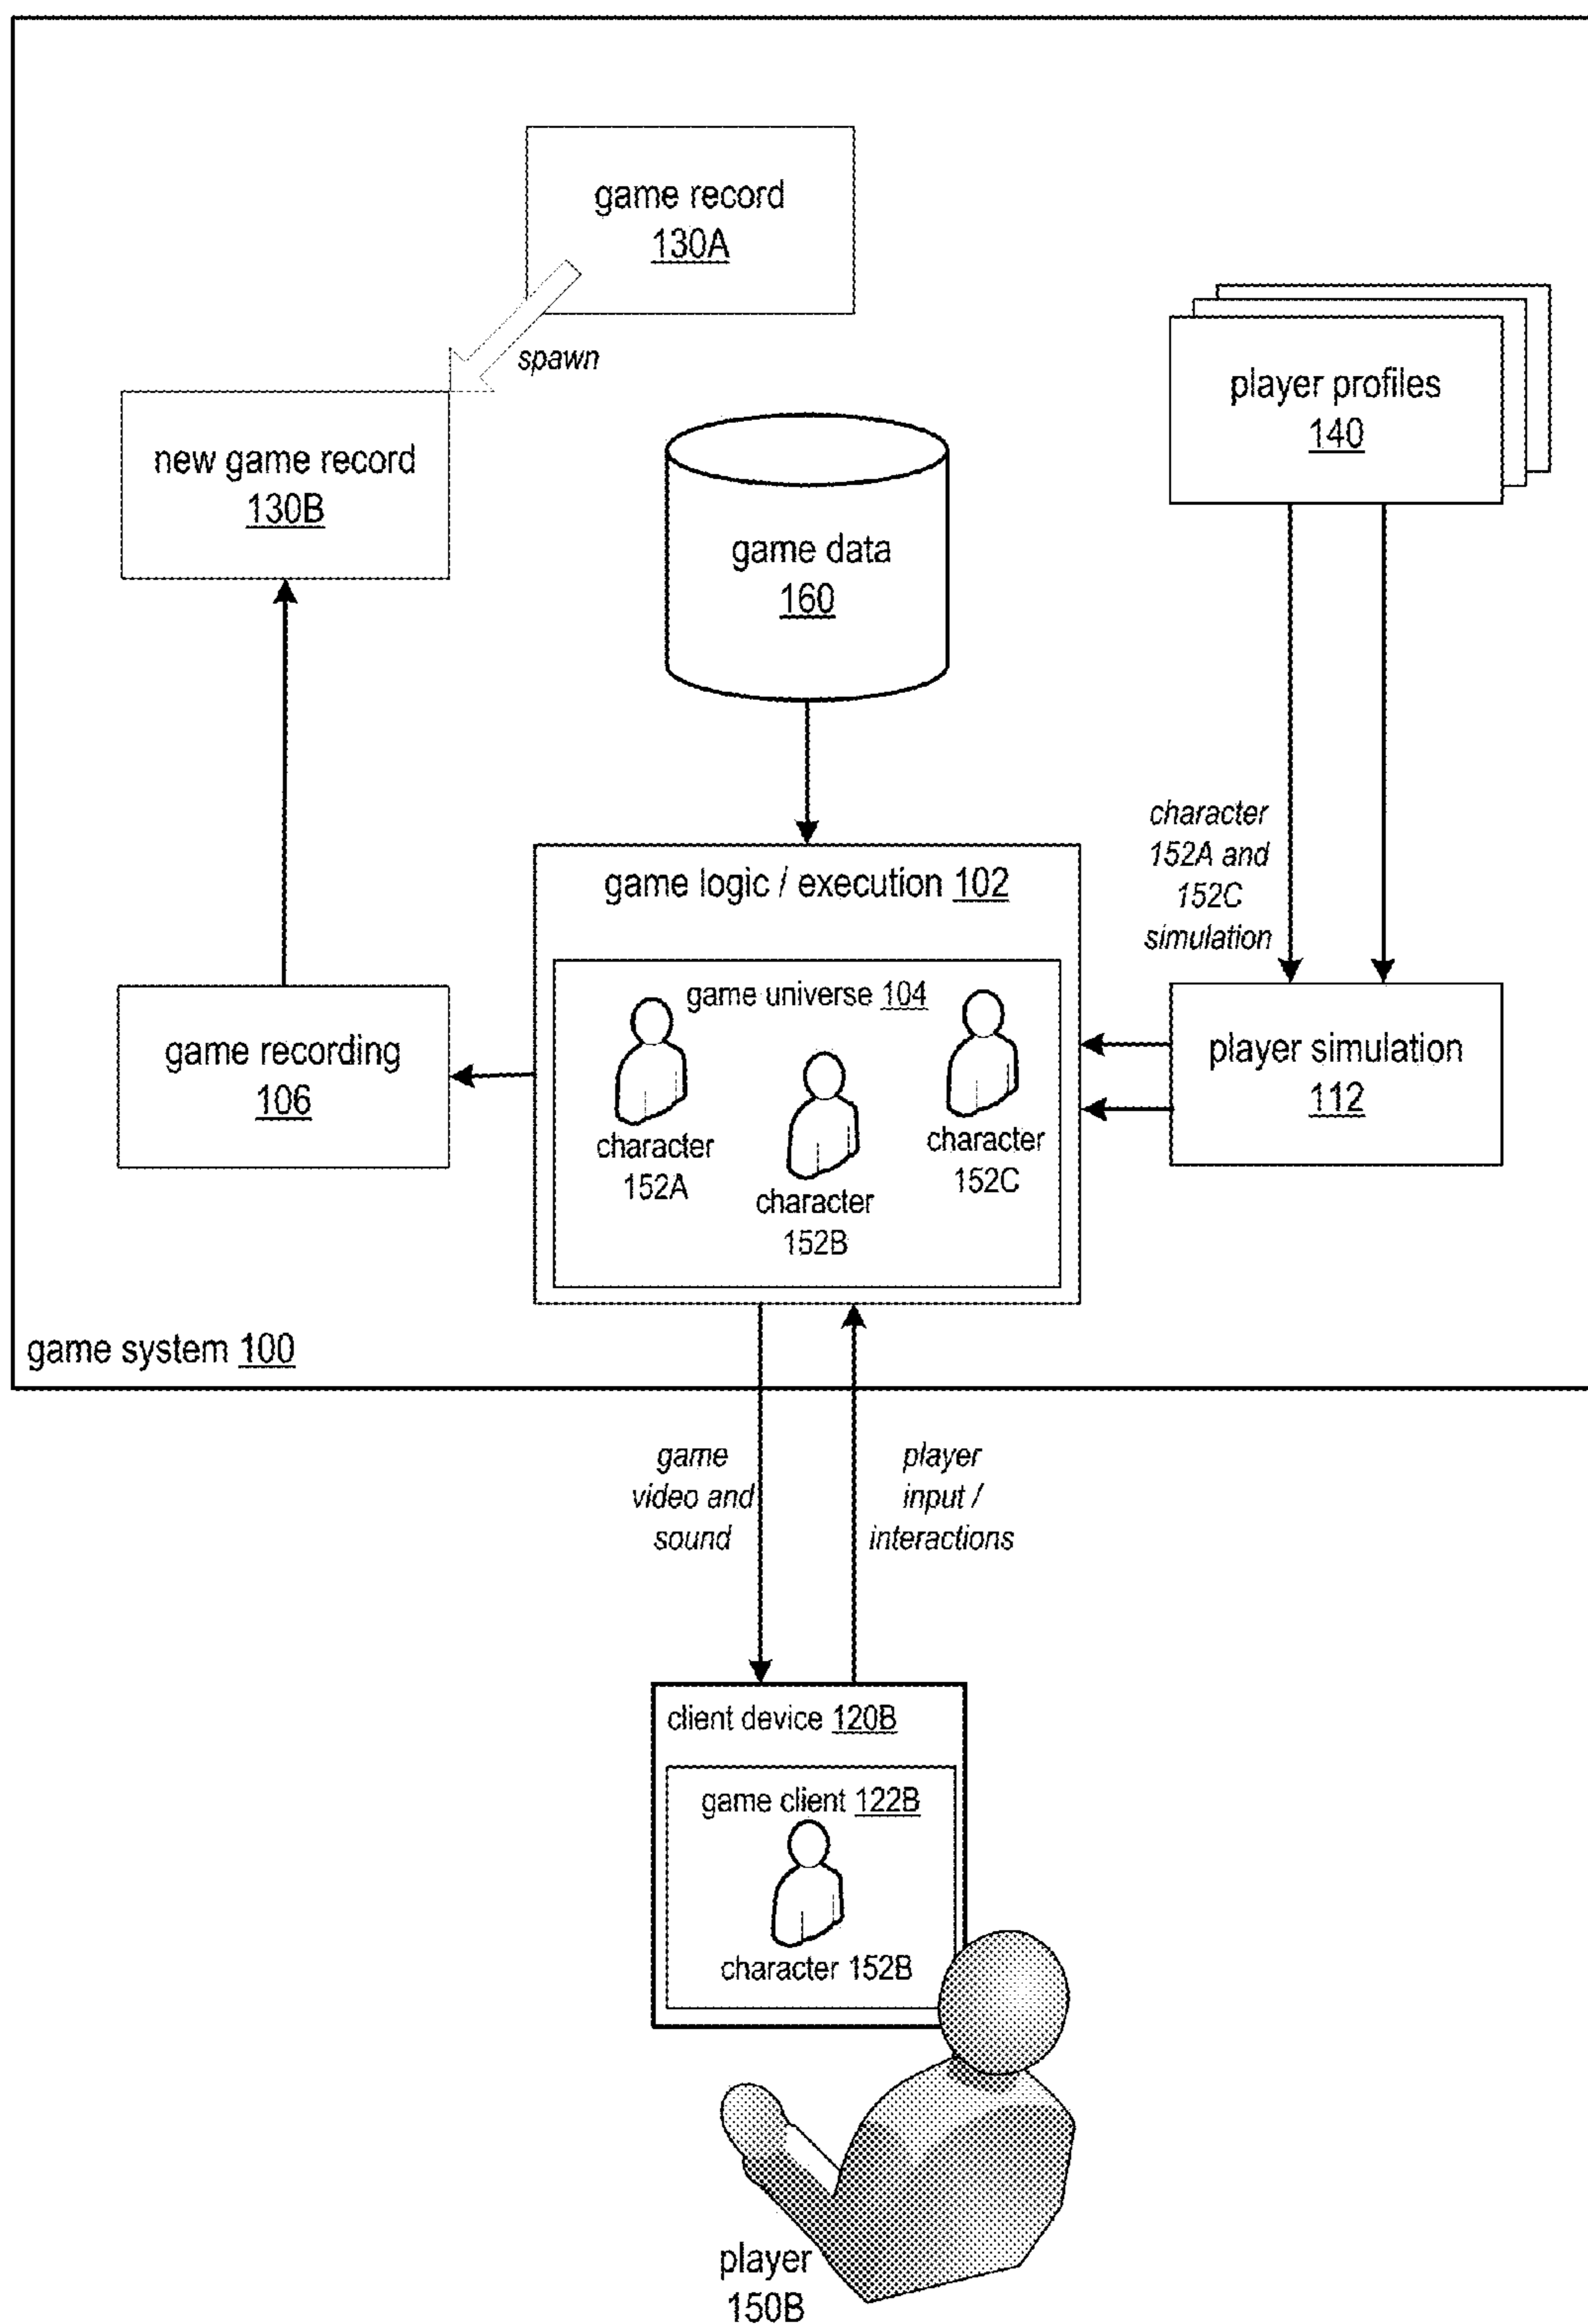 game record
130A
spawn
new game record
130B
player profiles
140
game data
160
character
152A and
152C
simulation
game logic / execution 102
game universe 104
character
152A
character
152B
character
152C
game recording
106
player simulation
112
game system 100
game
video and
sound
player
input /
interactions
client device 120B
game client 122B
character 152B
player
150B